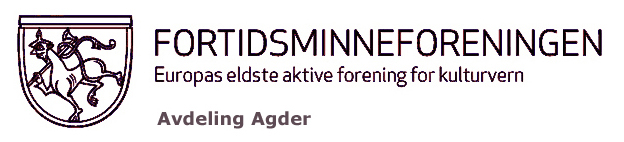 FORTIDSMINNEFORENINGEN
Europas eldste aktive forening for kulturvern
Avdeling Agder